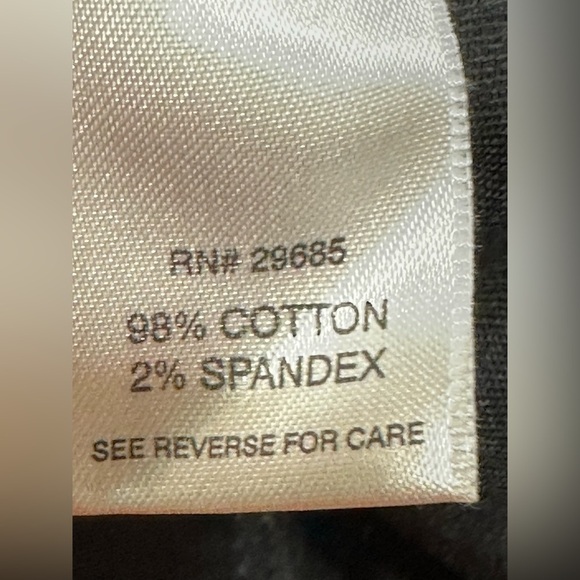 RN# 29685
98% COTTON
2% SPANDEX
SEE REVERSE FOR CARE